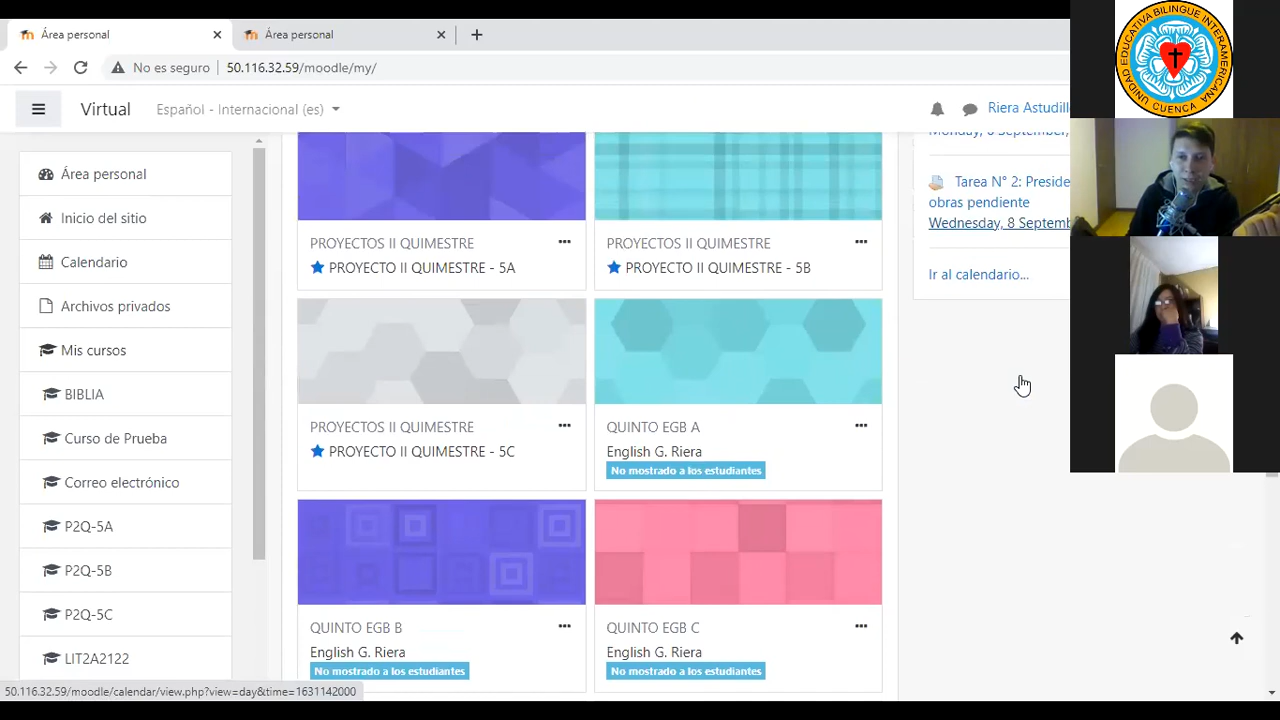 Área personal
Área personal
No es seguro
50.116.32.59/moodle/my/
Virtual
Español - Internacional (es)
Riera Astudill
UNIDAD EDUCATIVA BILINGUE INTERAMERICANA
CUENCA
Área personal
Inicio del sitio
Calendario
Archivos privados
Mis cursos
BIBLIA
Curso de Prueba
Correo electrónico
P2Q-5A
P2Q-5B
P2Q-5C
LIT2A2122
PROYECTOS II QUIMESTRE
PROYECTO II QUIMESTRE - 5A
PROYECTOS II QUIMESTRE
PROYECTO II QUIMESTRE - 5B
PROYECTOS II QUIMESTRE
PROYECTO II QUIMESTRE - 5C
QUINTO EGB A
English G. Riera
No mostrado a los estudiantes
QUINTO EGB B
English G. Riera
No mostrado a los estudiantes
QUINTO EGB C
English G. Riera
No mostrado a los estudiantes
Tarea N° 2: Preside
obras pendiente
Wednesday, 8 Septemb
Ir al calendario...
50.116.32.59/moodle/calendar/view.php?view=day&time=1631142000